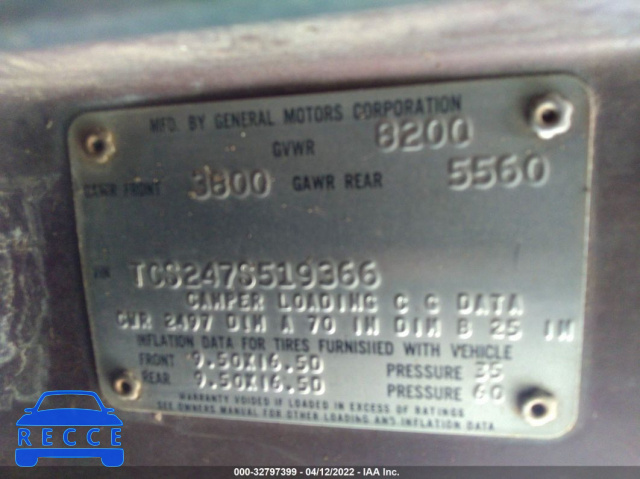 MFD. BY GENERAL MOTORS CORPORATION
GVWR 8200
GAWR FRONT 3800 GAWR REAR 5560
VIN TCS247S519366
CAMPER LOADING C G DATA
CWR 2497 DIM A 70 IN DIM B 25 IN
INFLATION DATA FOR TIRES FURNISHED WITH VEHICLE
FRONT 9.50X16.5D PRESSURE 35
REAR 9.50X16.5D PRESSURE 60
WARRANTY VOIDED IF LOADED IN EXCESS OF RATINGS
SEE OWNERS MANUAL FOR OTHER LOADING AND INFLATION DATA
RECCE
000-32797399 - 04/12/2022 - IAA Inc.